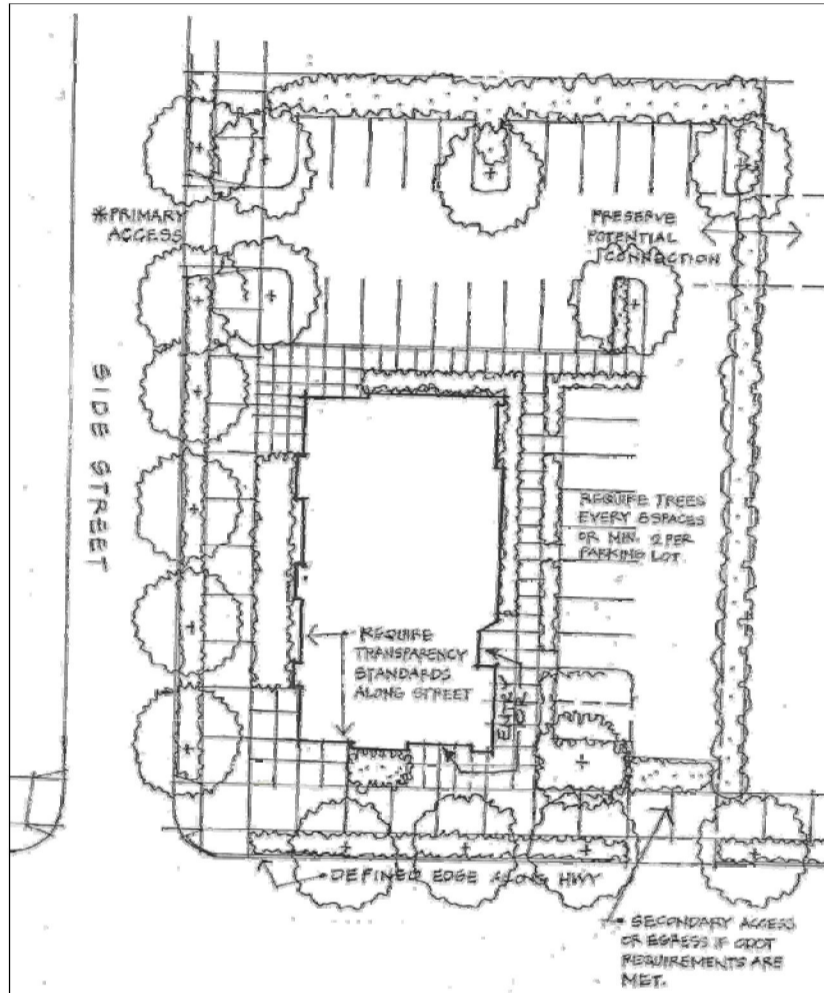 *PRIMARY
ACCESS
PRESERVE
POTENTIAL
CONNECTION
SIDE STREET
REQUIRE TREES
EVERY 8 SPACES
OR MIN. 2 PER
PARKING LOT.
REQUIRE
TRANSPARENCY
STANDARDS
ALONG STREET
ENTRY
OR
DEFINED EDGE ALONG HWY
SECONDARY ACCESS
OR EGRESS IF ODOT
REQUIREMENTS ARE
MET.